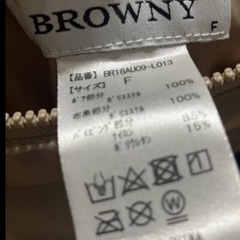 BROWNY
F
【品番】 BR18AU09-L013
【サイズ】 F
ボア部分 ポリエステル 100%
布帛部分 ポリエステル 100%
パイピング部分
ナイロン 85%
ポリウレタン 15%